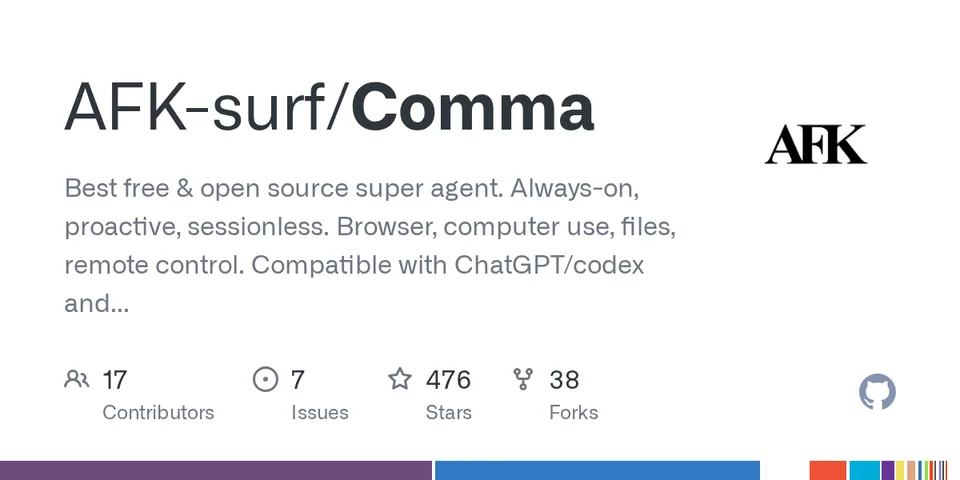 AFK-surf/Comma
AFK
Best free & open source super agent. Always-on,
proactive, sessionless. Browser, computer use, files,
remote control. Compatible with ChatGPT/codex
and...
17
Contributors
7
Issues
476
Stars
38
Forks